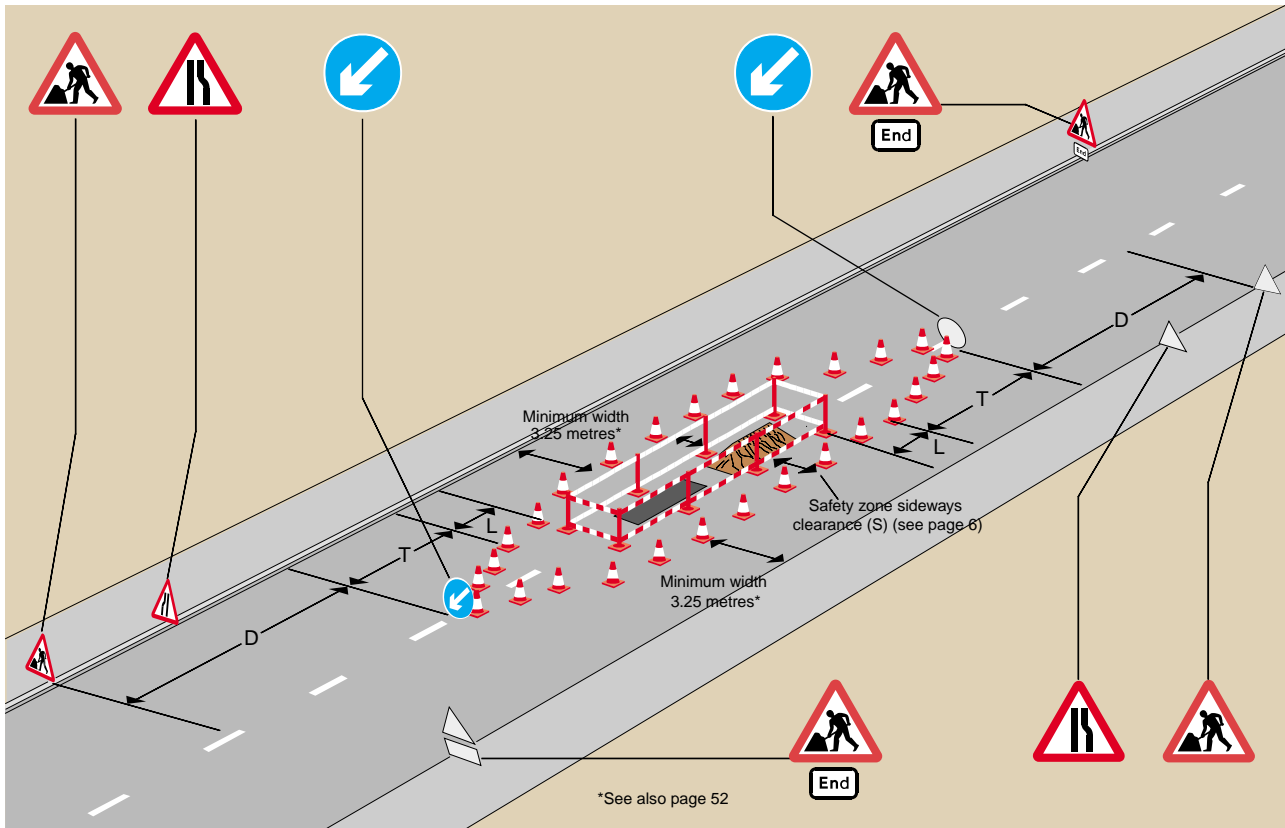 End
End
D
T
L
Minimum width
3.25 metres*
Safety zone sideways
clearance (S) (see page 6)
L
T
D
Minimum width
3.25 metres*
End
*See also page 52